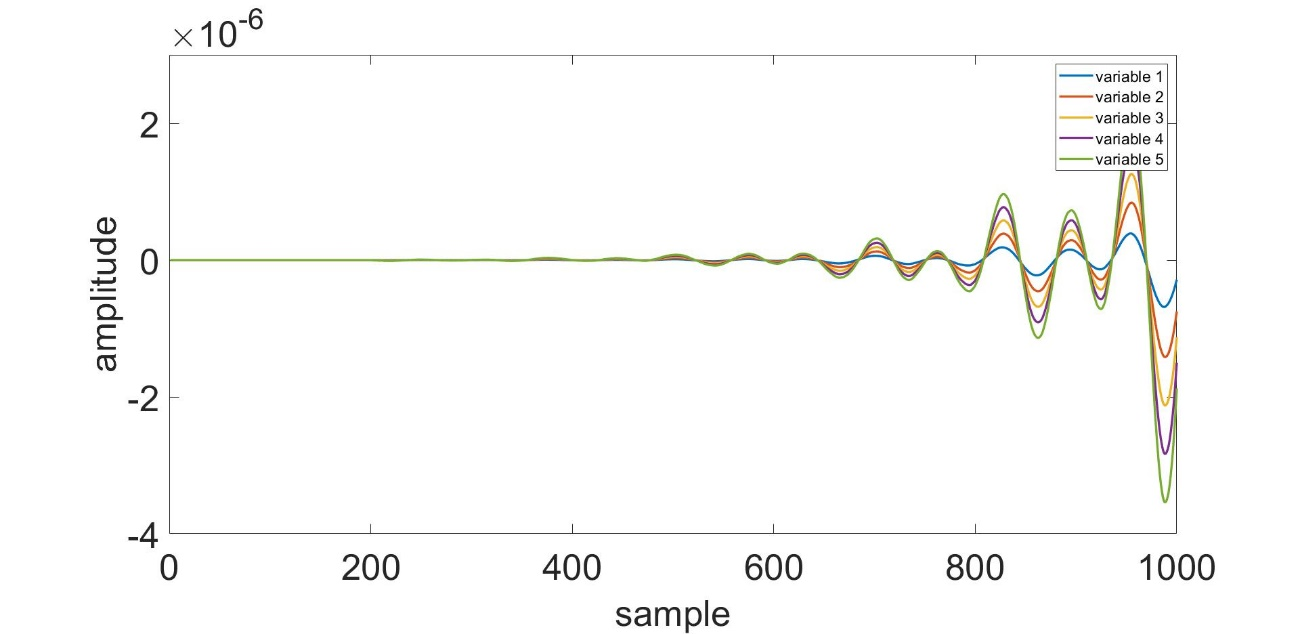 ×10-6
variable 1
variable 2
variable 3
variable 4
variable 5
2
0
-2
-4
amplitude
0 200 400 600 800 1000
sample